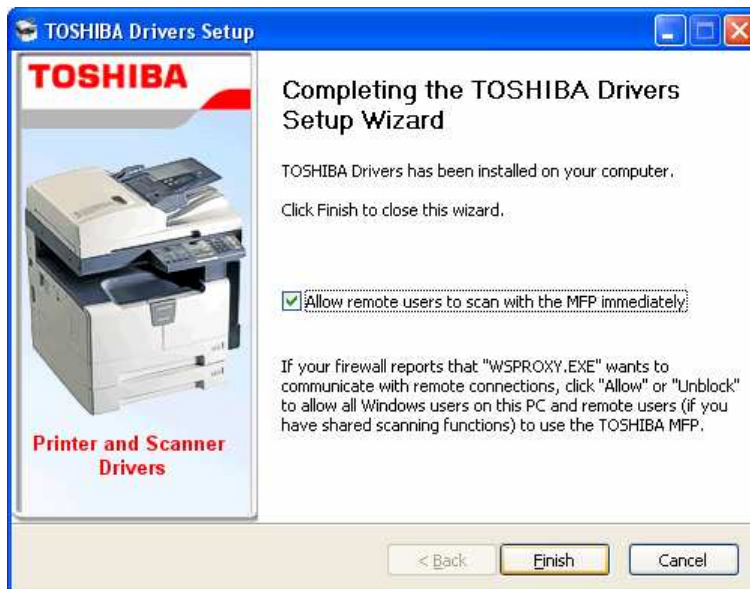 TOSHIBA Drivers Setup
TOSHIBA
Completing the TOSHIBA Drivers
Setup Wizard
TOSHIBA Drivers has been installed on your computer.
Click Finish to close this wizard.
Allow remote users to scan with the MFP immediately
If your firewall reports that "WSPROXY.EXE" wants to
communicate with remote connections, click "Allow" or "Unblock"
to allow all Windows users on this PC and remote users (if you
have shared scanning functions) to use the TOSHIBA MFP.
Printer and Scanner
Drivers
< Back
Finish
Cancel